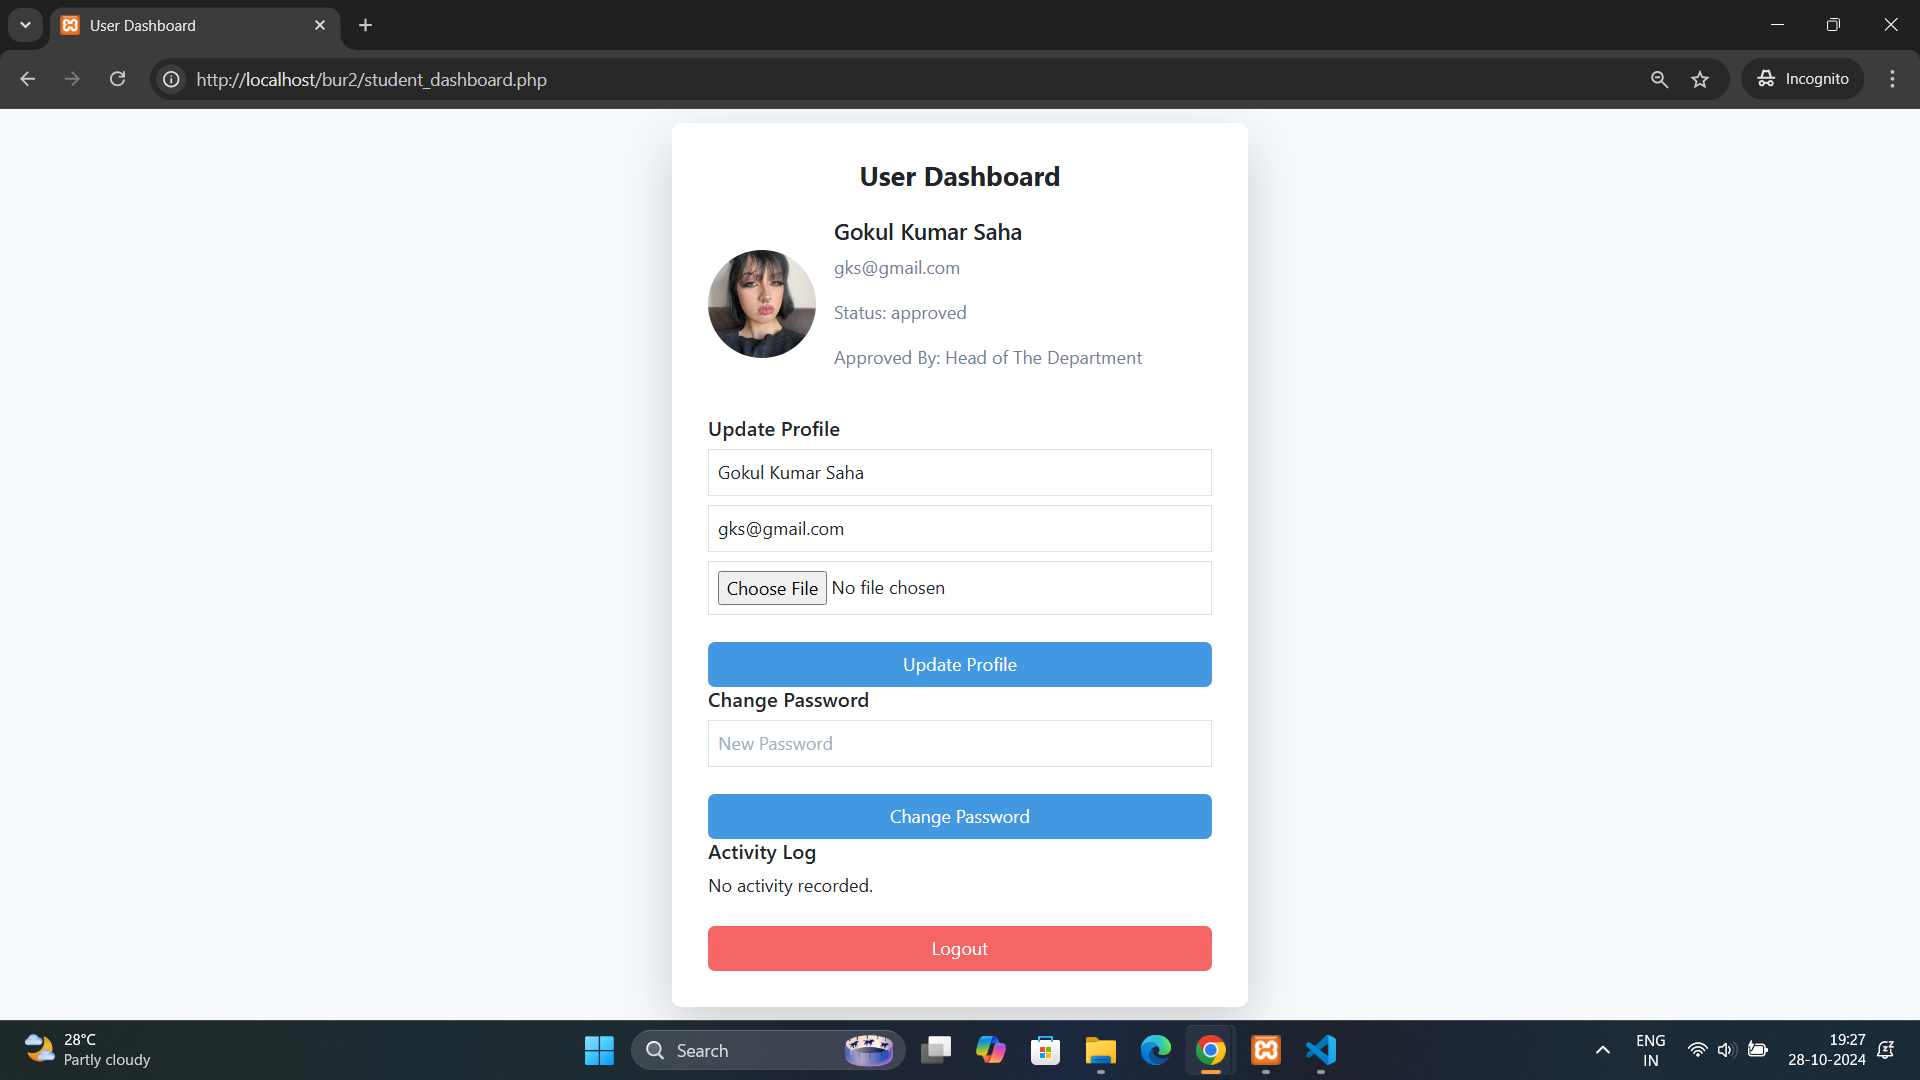 User Dashboard
http://localhost/bur2/student_dashboard.php
Incognito
User Dashboard
Gokul Kumar Saha
gks@gmail.com
Status: approved
Approved By: Head of The Department
Update Profile
Gokul Kumar Saha
gks@gmail.com
Choose File No file chosen
Update Profile
Change Password
New Password
Change Password
Activity Log
No activity recorded.
Logout
28°C
Partly cloudy
Search
ENG
IN
19:27
28-10-2024